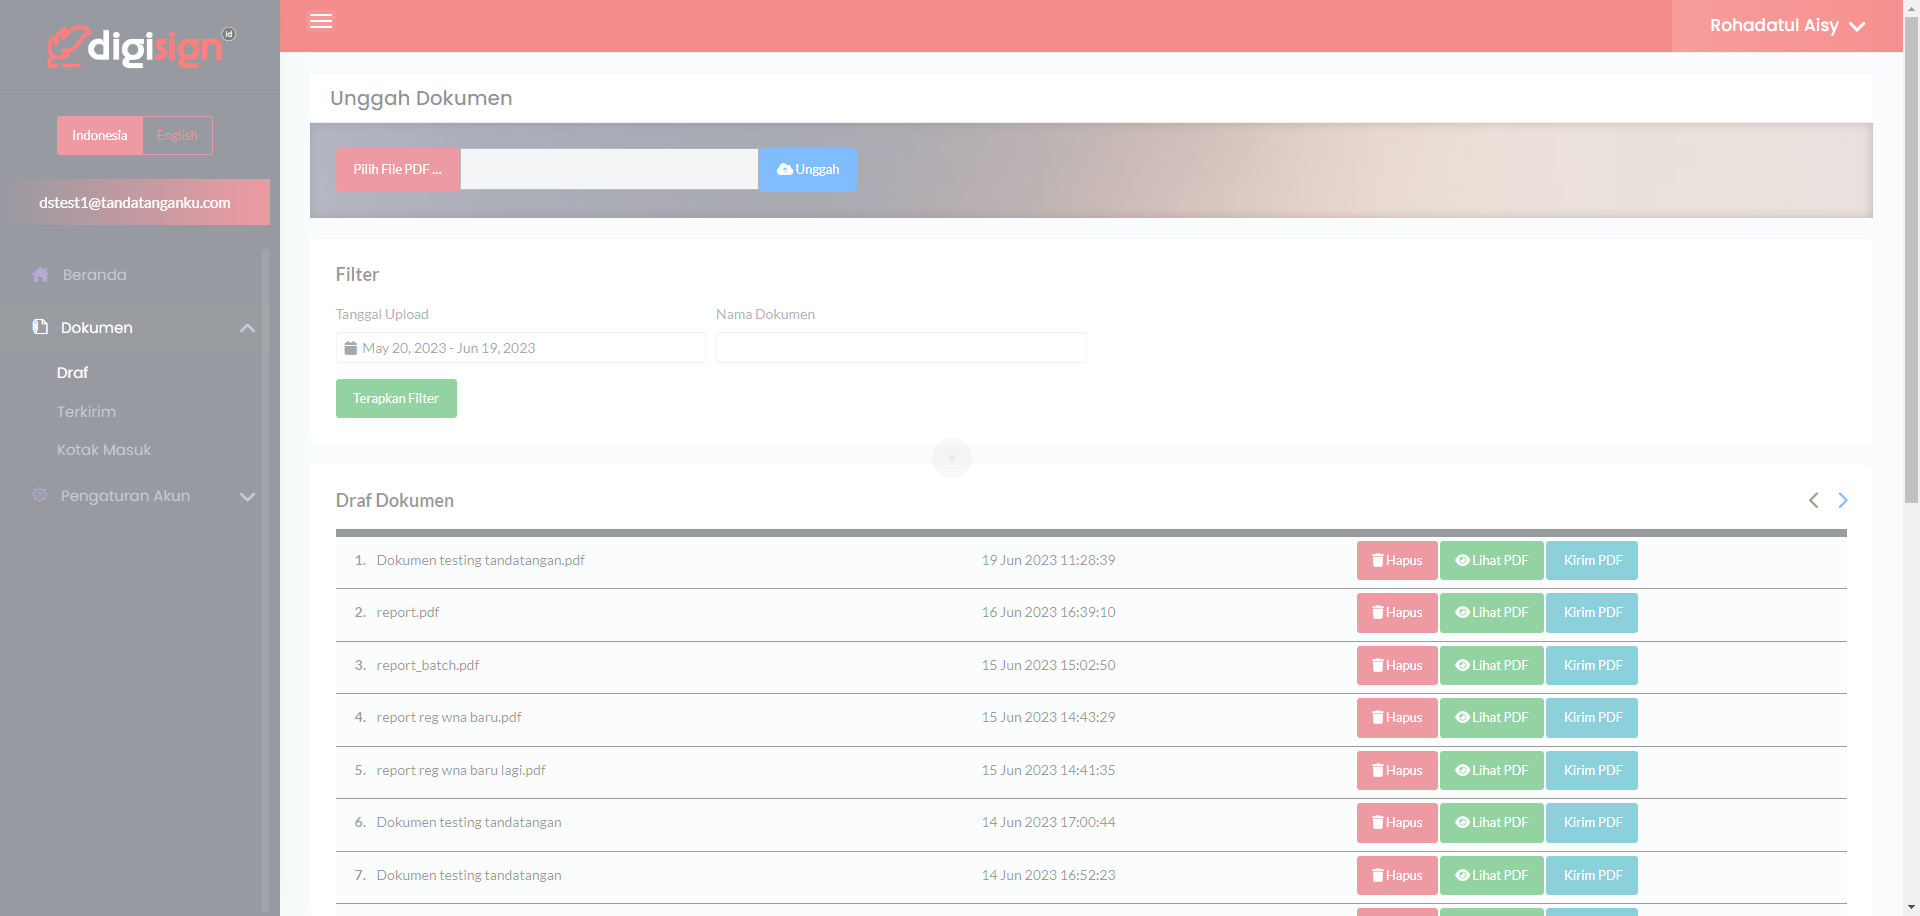 digisign id
Indonesia English
dstest1@tandatanganku.com
Beranda
Dokumen
Draf
Terkirim
Kotak Masuk
Pengaturan Akun
Rohadatul Aisy
Unggah Dokumen
Pilih File PDF ... Unggah
Filter
Tanggal Upload Nama Dokumen
May 20, 2023 - Jun 19, 2023
Terapkan Filter
Draf Dokumen
1. Dokumen testing tandatangan.pdf 19 Jun 2023 11:28:39 Hapus Lihat PDF Kirim PDF
2. report.pdf 16 Jun 2023 16:39:10 Hapus Lihat PDF Kirim PDF
3. report_batch.pdf 15 Jun 2023 15:02:50 Hapus Lihat PDF Kirim PDF
4. report reg wna baru.pdf 15 Jun 2023 14:43:29 Hapus Lihat PDF Kirim PDF
5. report reg wna baru lagi.pdf 15 Jun 2023 14:41:35 Hapus Lihat PDF Kirim PDF
6. Dokumen testing tandatangan 14 Jun 2023 17:00:44 Hapus Lihat PDF Kirim PDF
7. Dokumen testing tandatangan 14 Jun 2023 16:52:23 Hapus Lihat PDF Kirim PDF